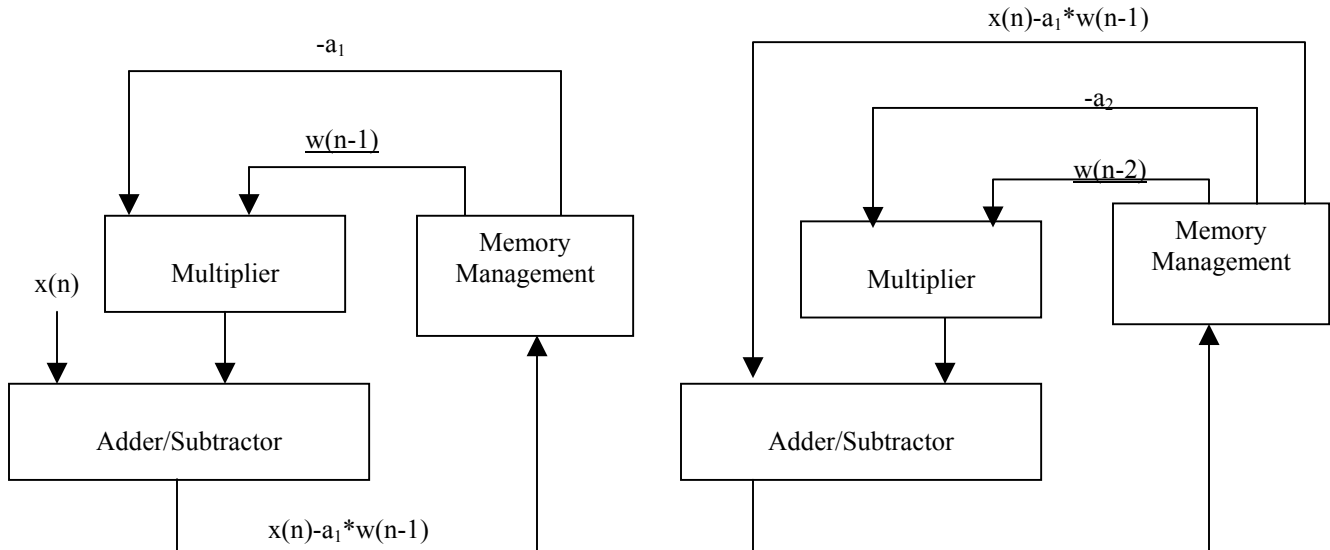 -a₁
w(n-1)
Multiplier
Memory
Management
x(n)
Adder/Subtractor
x(n)-a₁*w(n-1)
x(n)-a₁*w(n-1)
-a₂
w(n-2)
Multiplier
Memory
Management
Adder/Subtractor